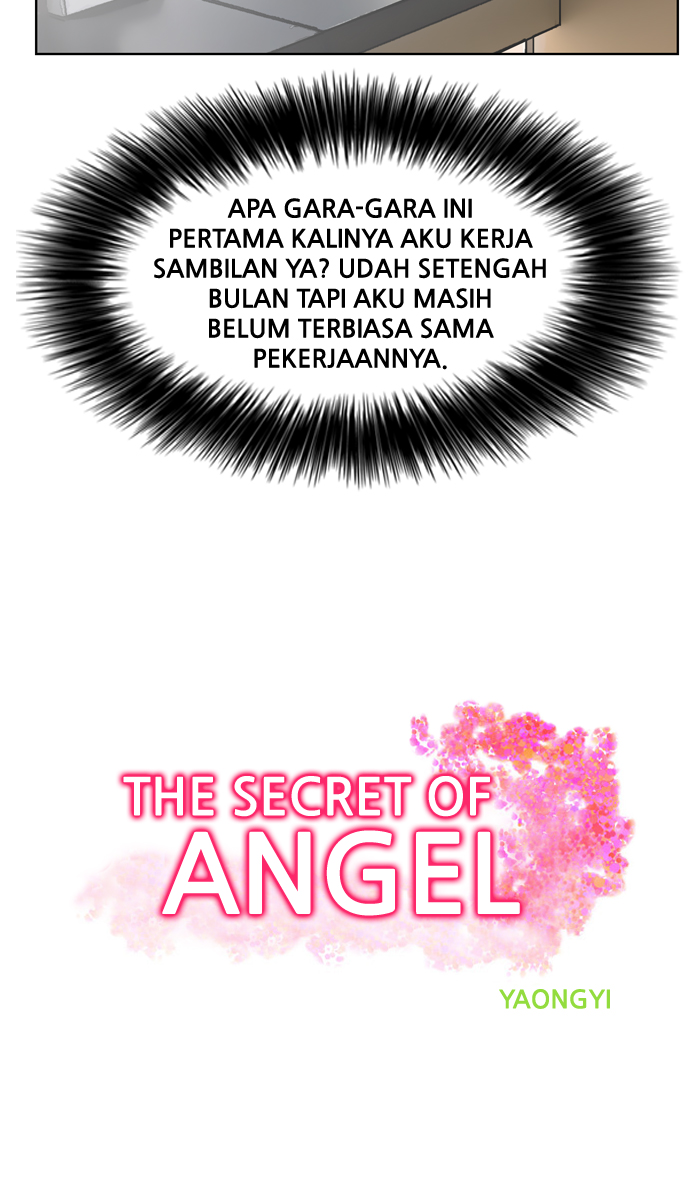 APA GARA-GARA INI
PERTAMA KALINYA AKU KERJA
SAMBILAN YA? UDAH SETENGAH
BULAN TAPI AKU MASIH
BELUM TERBIASA SAMA
PEKERJAANNYA.
THE SECRET OF
ANGEL
YAONGYI